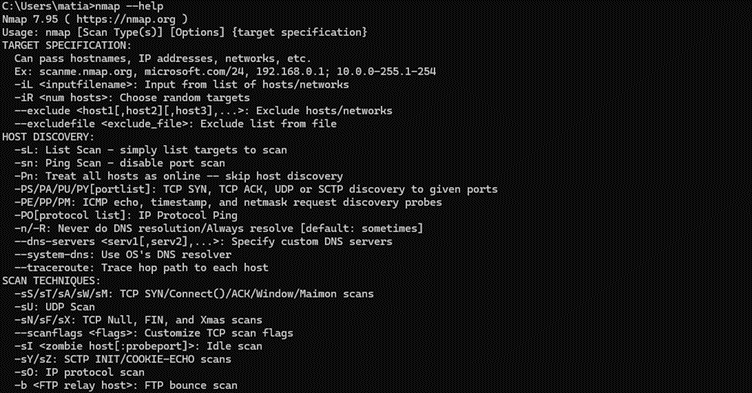 C:\Users\matia>nmap --help
Nmap 7.95 ( https://nmap.org )
Usage: nmap [Scan Type(s)] [Options] {target specification}
TARGET SPECIFICATION:
  Can pass hostnames, IP addresses, networks, etc.
  Ex: scanme.nmap.org, microsoft.com/24, 192.168.0.1; 10.0.0-255.1-254
  -iL <inputfilename>: Input from list of hosts/networks
  -iR <num hosts>: Choose random targets
  --exclude <host1[,host2][,host3],...>: Exclude hosts/networks
  --excludefile <exclude_file>: Exclude list from file
HOST DISCOVERY:
  -sL: List Scan - simply list targets to scan
  -sn: Ping Scan - disable port scan
  -Pn: Treat all hosts as online -- skip host discovery
  -PS/PA/PU/PY[portlist]: TCP SYN, TCP ACK, UDP or SCTP discovery to given ports
  -PE/PP/PM: ICMP echo, timestamp, and netmask request discovery probes
  -PO[protocol list]: IP Protocol Ping
  -n/-R: Never do DNS resolution/Always resolve [default: sometimes]
  --dns-servers <serv1[,serv2],...>: Specify custom DNS servers
  --system-dns: Use OS's DNS resolver
  --traceroute: Trace hop path to each host
SCAN TECHNIQUES:
  -sS/sT/sA/sW/sM: TCP SYN/Connect()/ACK/Window/Maimon scans
  -sU: UDP Scan
  -sN/sF/sX: TCP Null, FIN, and Xmas scans
  --scanflags <flags>: Customize TCP scan flags
  -sI <zombie host[:probeport]>: Idle scan
  -sY/sZ: SCTP INIT/COOKIE-ECHO scans
  -sO: IP protocol scan
  -b <FTP relay host>: FTP bounce scan